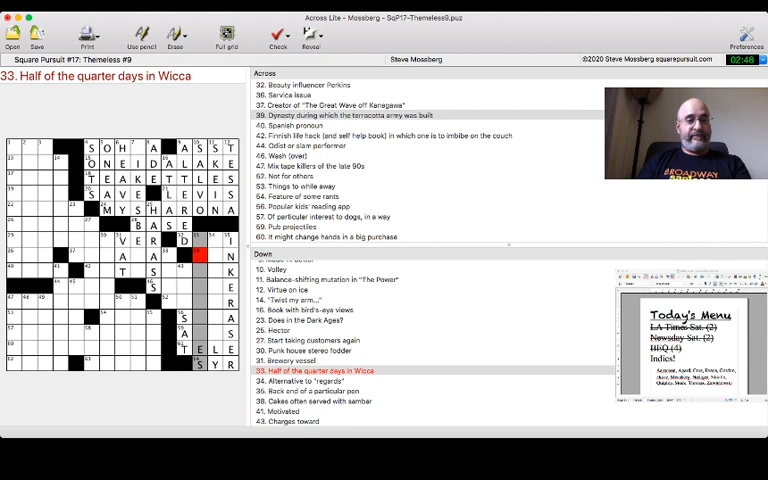 Across Lite - Mossberg - SqP17-Themeless9.puz
Open Save Print Use pencil Erase Full grid Check Reveal Preferences
Square Pursuit #17: Themeless #9 Steve Mossberg ©2020 Steve Mossberg squarepursuit.com 02:48
33. Half of the quarter days in Wicca
Across
32. Beauty influencer Perkins
36. Service issue
37. Creator of "The Great Wave off Kanagawa"
39. Dynasty during which the terracotta army was built
40. Spanish pronoun
42. Finnish life hack (and self help book) in which one is to imbibe on the couch
44. Odist or slam performer
46. Wash (over)
47. Mix tape killers of the late 90s
52. Not for others
53. Things to while away
54. Feature of some rants
56. Popular kids' reading app
57. Of particular interest to dogs, in a way
59. Pub projectiles
60. It might change hands in a big purchase
Down
10. Volley
11. Balance-shifting mutation in "The Power"
12. Virtue on ice
14. "Twist my arm..."
16. Book with bird's-eye views
23. Does in the Dark Ages?
25. Hector
27. Start taking customers again
30. Punk house stereo fodder
31. Brewery vessel
33. Half of the quarter days in Wicca
34. Alternative to "regards"
35. Back end of a particular pen
38. Cakes often served with sambar
41. Motivated
43. Charges toward
SOHA ASST
ONEIDALAKE
TEAKETTLES
SAVE LEVIS
MYSHARONA
BASE
BROADWAY
Today's Menu
LA Times Sat. (2)
Newsday Sat. (2)
BEQ (4)
Indies!